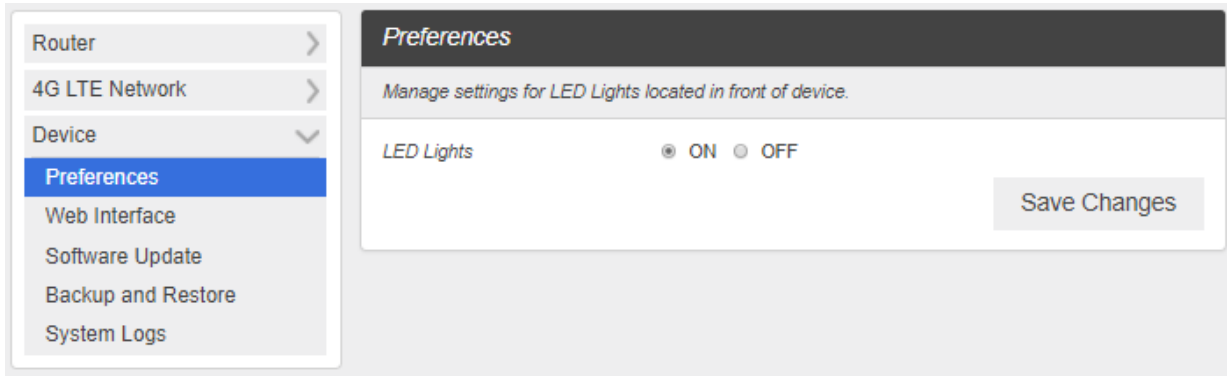 Router
4G LTE Network
Device
Preferences
Web Interface
Software Update
Backup and Restore
System Logs
Preferences
Manage settings for LED Lights located in front of device.
LED Lights ON OFF
Save Changes